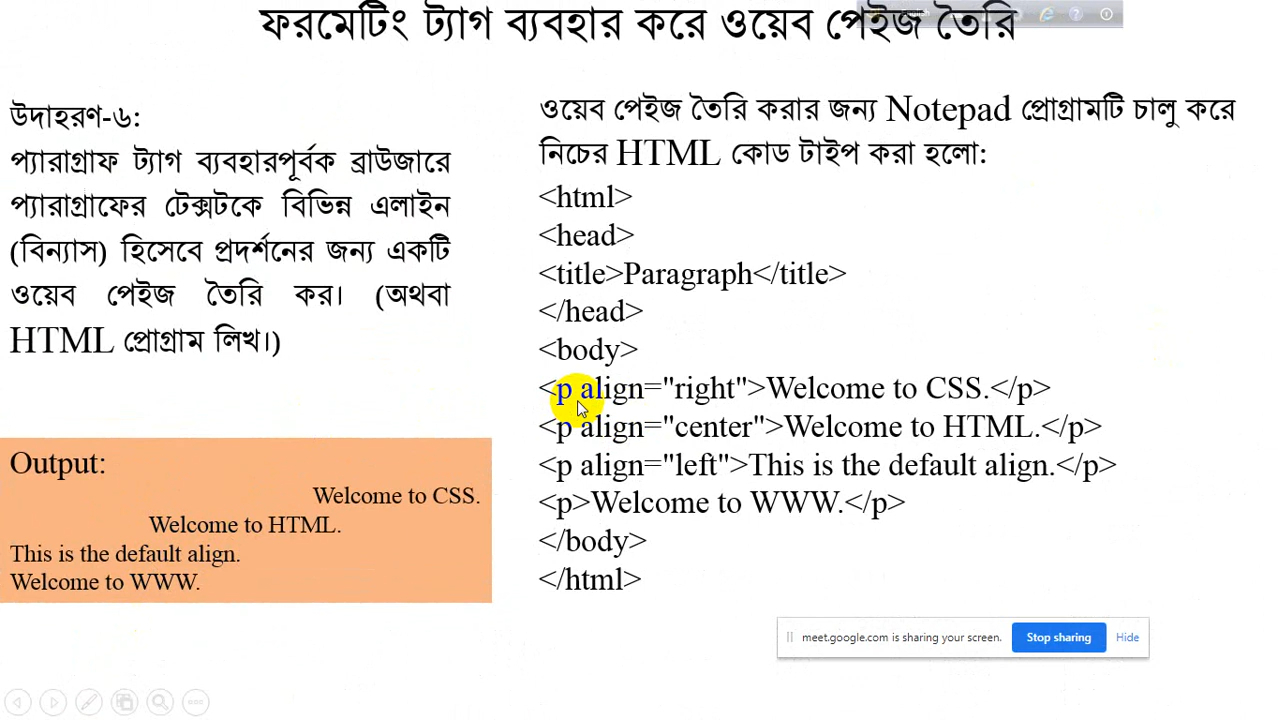 ফরমেটিং ট্যাগ ব্যবহার করে ওয়েব পেইজ তৈরি
উদাহরণ-৬:
প্যারাগ্রাফ ট্যাগ ব্যবহারপূর্বক ব্রাউজারে
প্যারাগ্রাফের টেক্সটকে বিভিন্ন এলাইন
(বিন্যাস) হিসেবে প্রদর্শনের জন্য একটি
ওয়েব পেইজ তৈরি কর। (অথবা
HTML প্রোগ্রাম লিখ।)
Output:
Welcome to CSS.
Welcome to HTML.
This is the default align.
Welcome to WWW.
ওয়েব পেইজ তৈরি করার জন্য Notepad প্রোগ্রামটি চালু করে
নিচের HTML কোড টাইপ করা হলো:
<html>
<head>
<title>Paragraph</title>
</head>
<body>
<p align="right">Welcome to CSS.</p>
<p align="center">Welcome to HTML.</p>
<p align="left">This is the default align.</p>
<p>Welcome to WWW.</p>
</body>
</html>
meet.google.com is sharing your screen. Stop sharing Hide